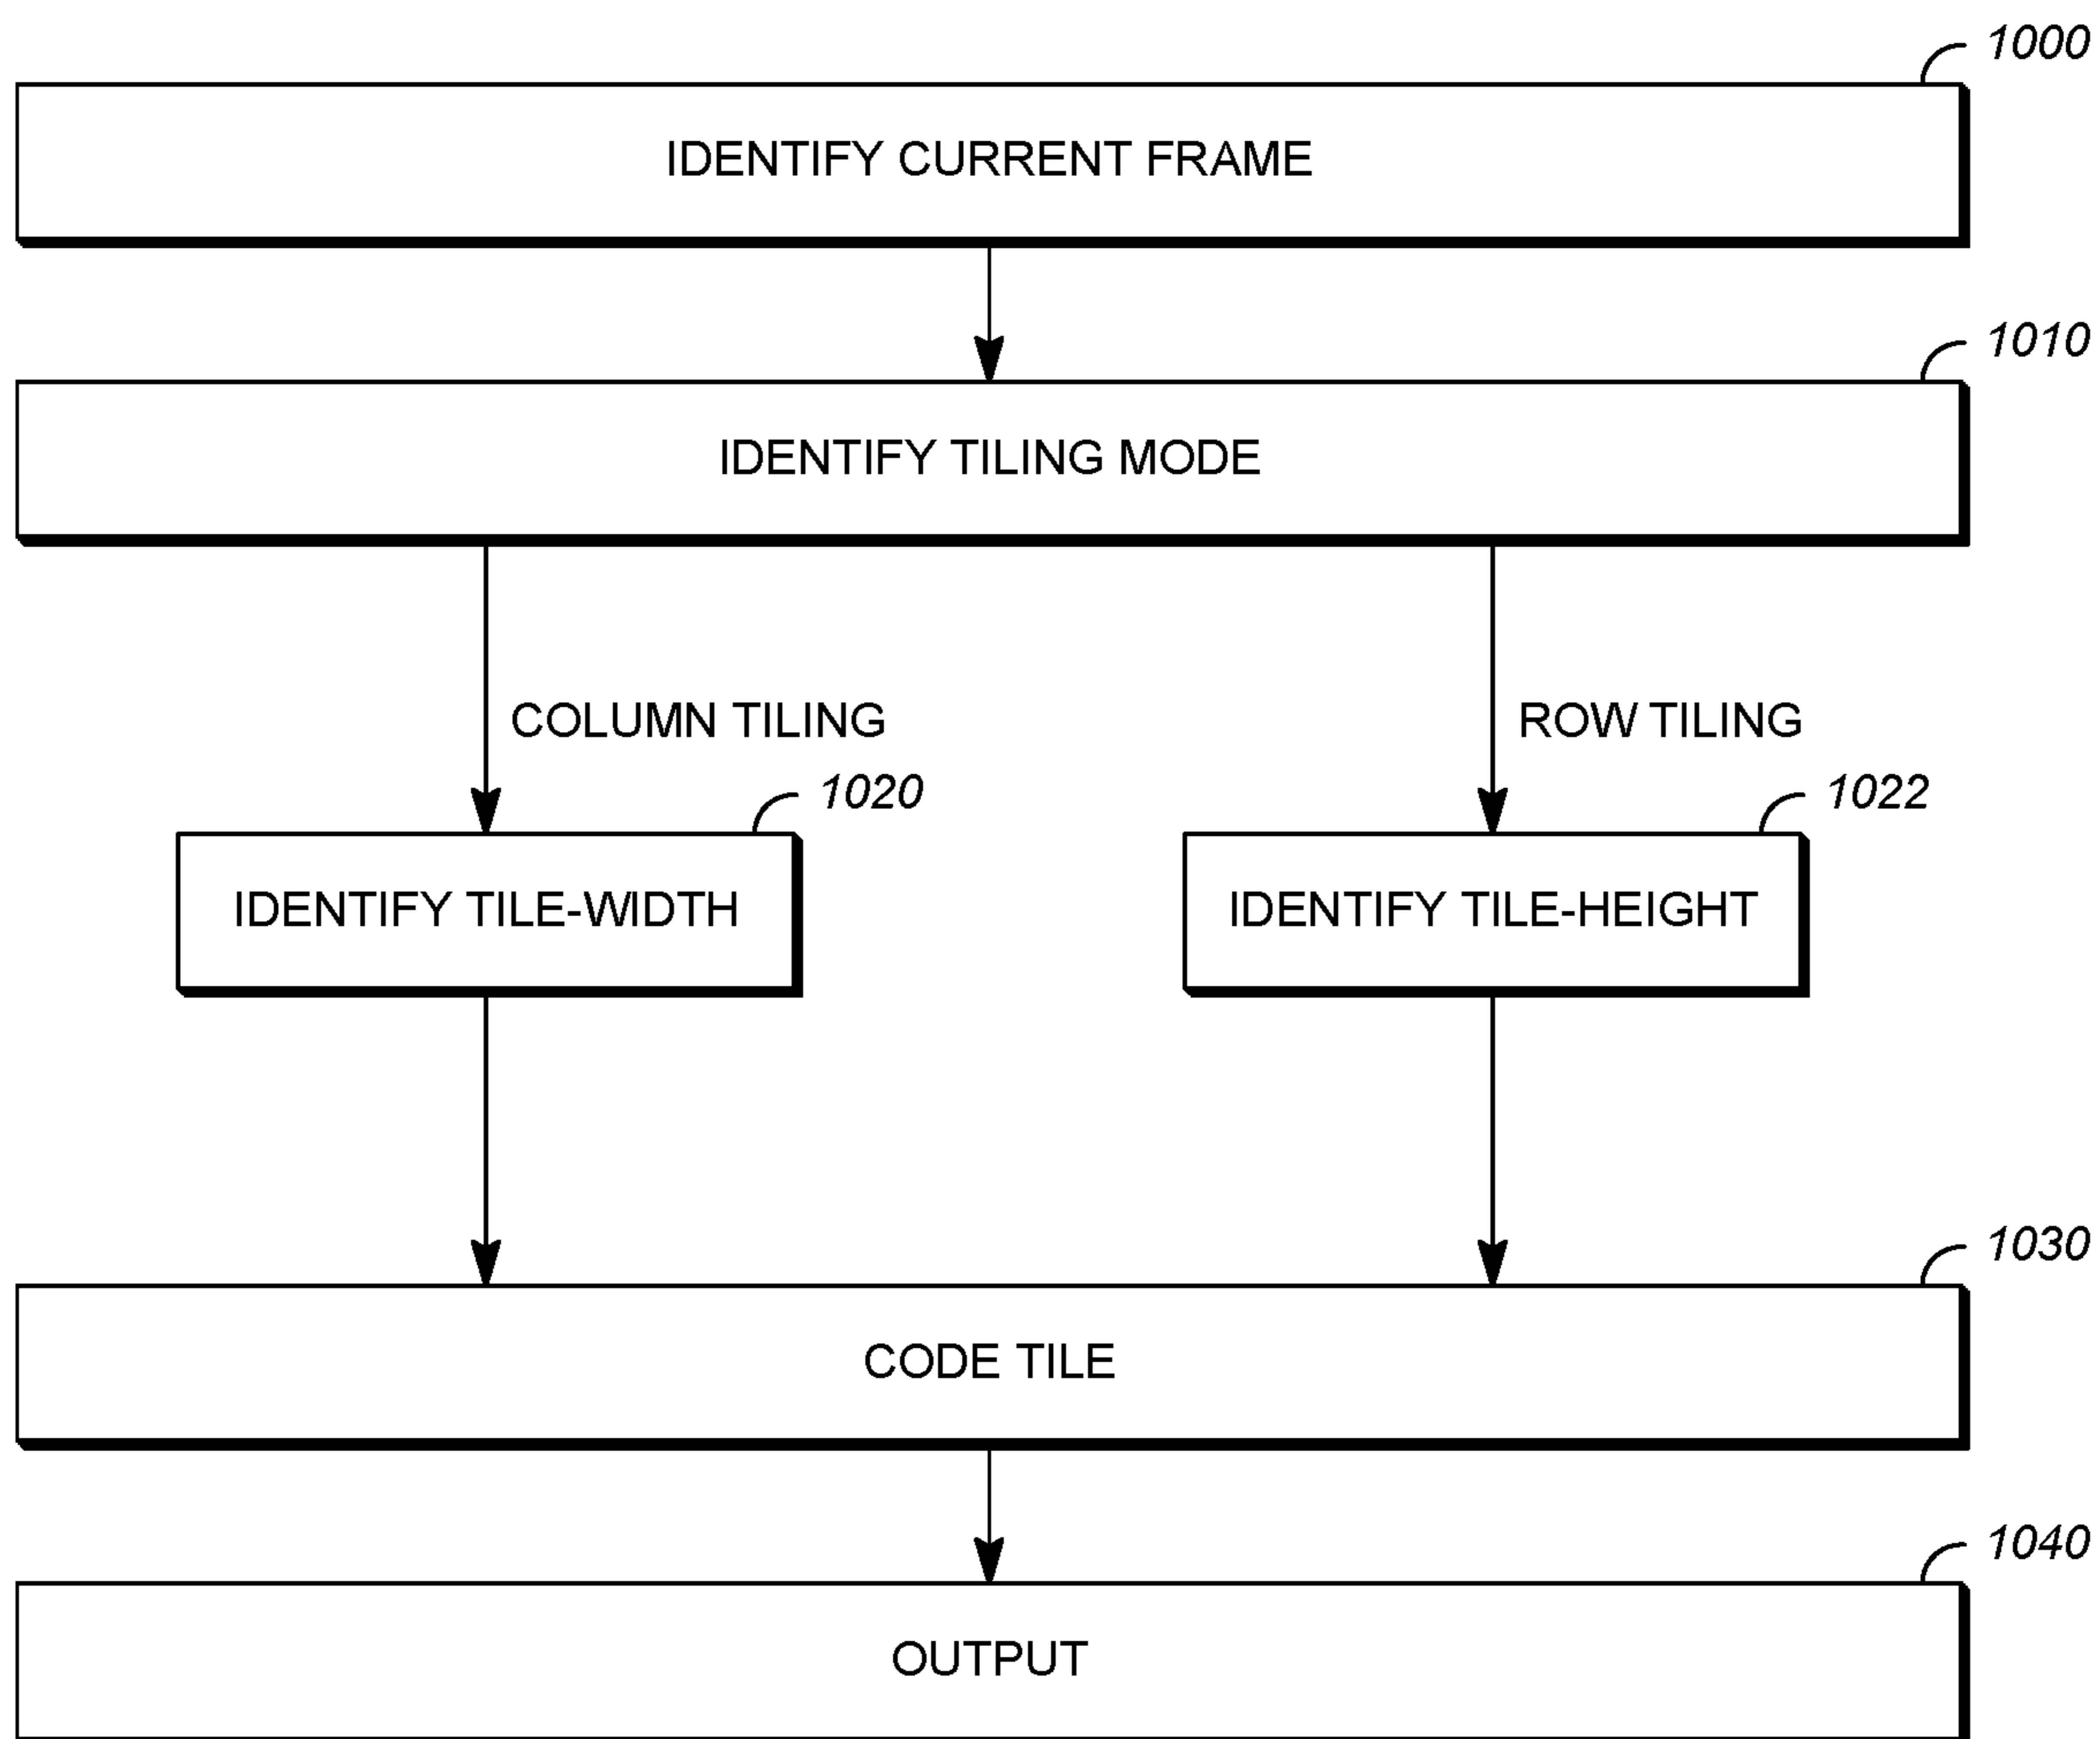 1000
IDENTIFY CURRENT FRAME
1010
IDENTIFY TILING MODE
COLUMN TILING
ROW TILING
1020
1022
IDENTIFY TILE-WIDTH
IDENTIFY TILE-HEIGHT
1030
CODE TILE
1040
OUTPUT